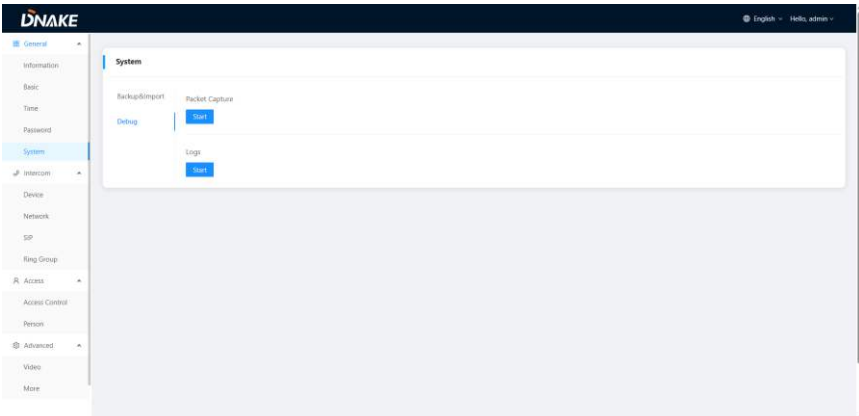 DNAKE
English
Hello, admin
General
Information
Basic
Time
Password
System
Intercom
Device
Network
SIP
Ring Group
Access
Access Control
Person
Advanced
Video
More
System
Backup&Import
Debug
Packet Capture
Start
Logs
Start